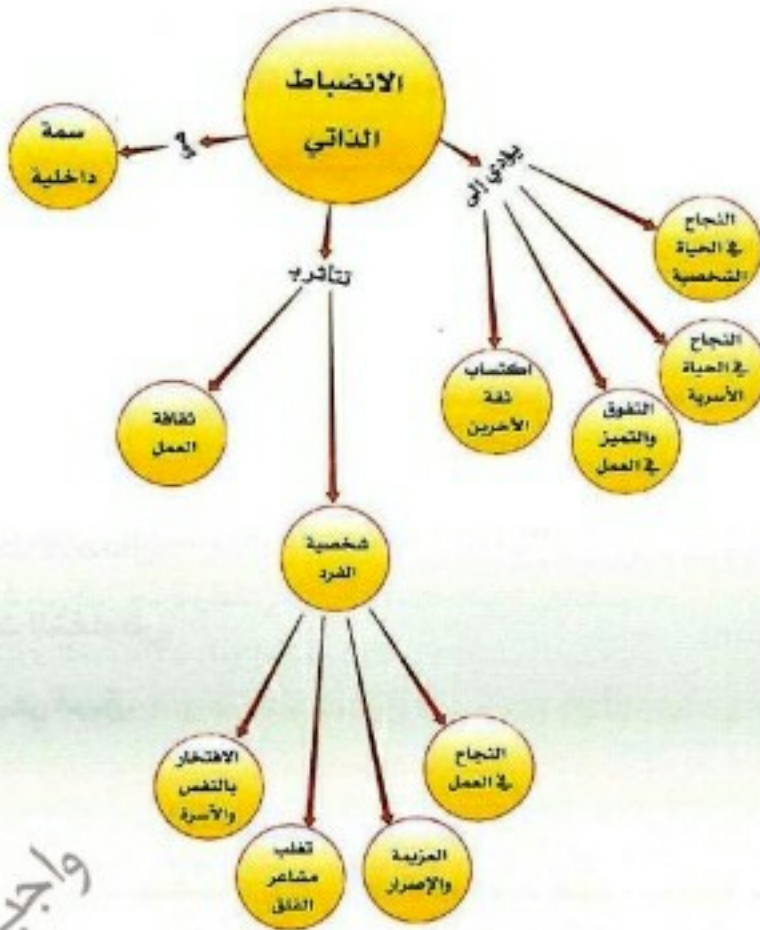 الانضباط
الذاتي
سمة
داخلية
يؤدي إلى
النجاح
في الحياة
الشخصية
النجاح
في الحياة
الأسرية
التفوق
والتميز
في العمل
اكتساب
ثقة
الآخرين
تتأثر بـ
ثقافة
العمل
شخصية
الفرد
النجاح
في العمل
العزيمة
والإصرار
تغلب
مشاعر
القلق
الافتخار
بالنفس
والأسرة